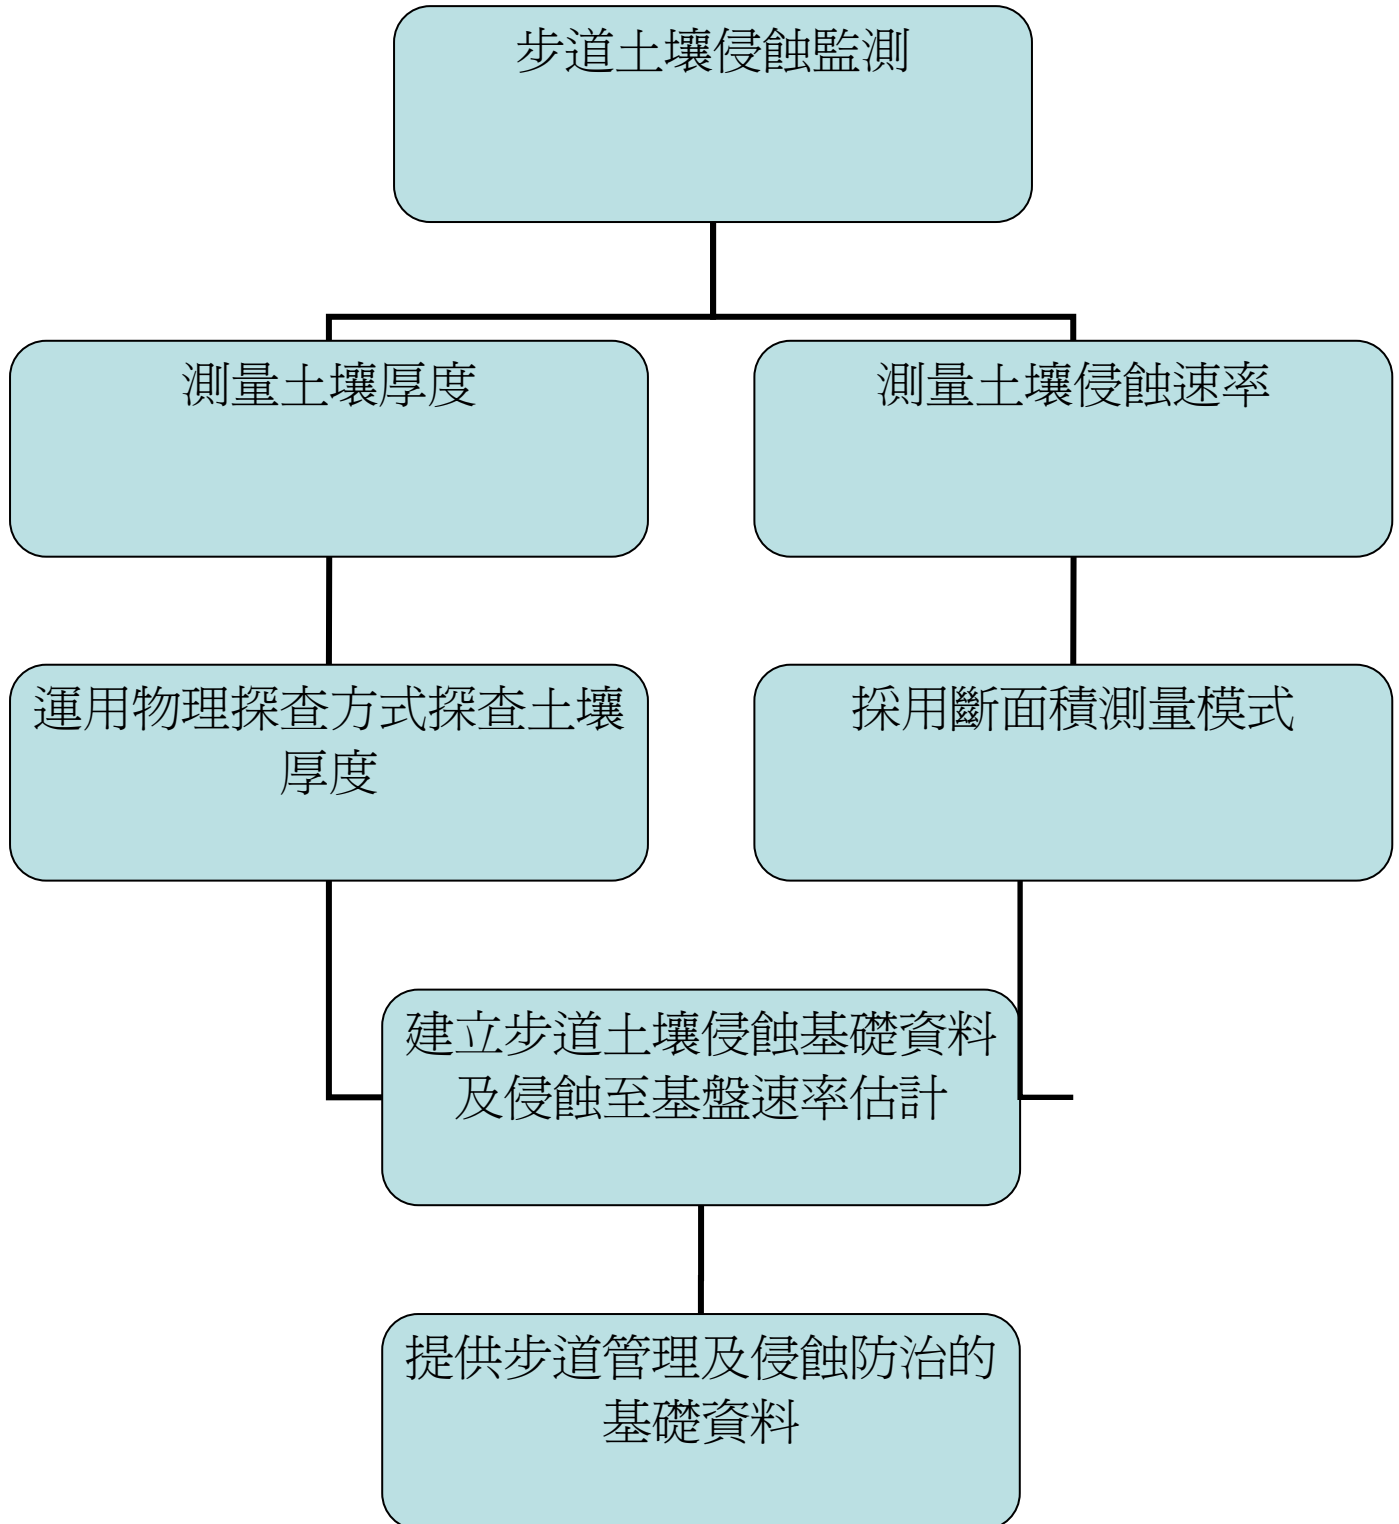 步道土壤侵蝕監測
測量土壤厚度
測量土壤侵蝕速率
運用物理探查方式探查土壤
厚度
採用斷面積測量模式
建立步道土壤侵蝕基礎資料
及侵蝕至基盤速率估計
提供步道管理及侵蝕防治的
基礎資料